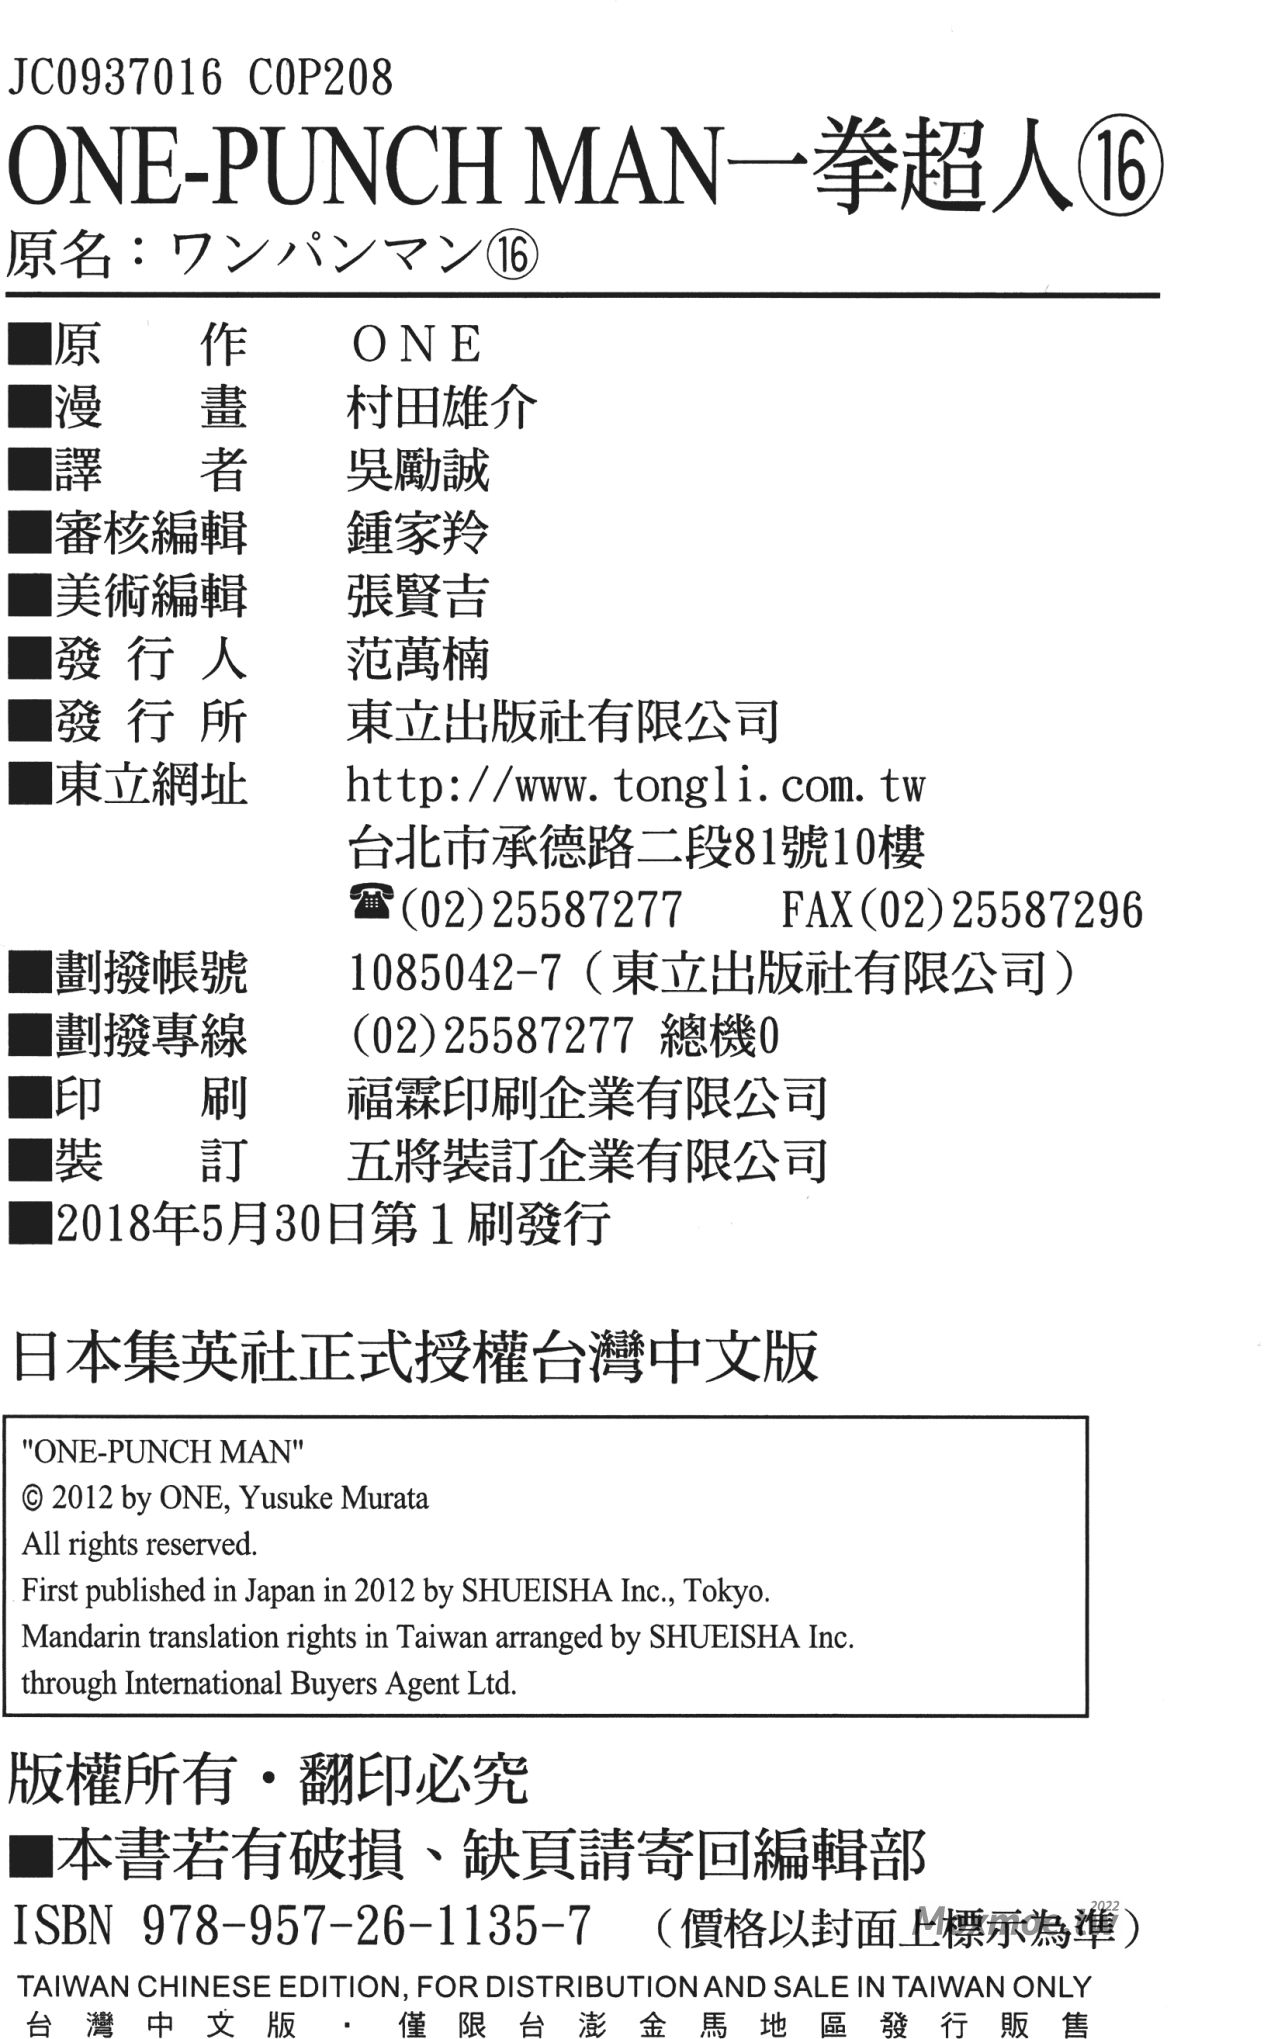 JC0937016 C0P208
ONE-PUNCH MAN一拳超人⑯
原名：ワンパンマン⑯
■原 作 ONE
■漫 畫 村田雄介
■譯 者 吳勵誠
■審核編輯 鍾家羚
■美術編輯 張賢吉
■發行人 范萬楠
■發行所 東立出版社有限公司
■東立網址 http://www.tongli.com.tw
台北市承德路二段81號10樓
☎(02)25587277 FAX(02)25587296
■劃撥帳號 1085042-7（東立出版社有限公司）
■劃撥專線 (02)25587277 總機0
■印 刷 福霖印刷企業有限公司
■裝 訂 五將裝訂企業有限公司
■2018年5月30日第1刷發行
日本集英社正式授權台灣中文版
"ONE-PUNCH MAN"
© 2012 by ONE, Yusuke Murata
All rights reserved.
First published in Japan in 2012 by SHUEISHA Inc., Tokyo.
Mandarin translation rights in Taiwan arranged by SHUEISHA Inc.
through International Buyers Agent Ltd.
版權所有・翻印必究
■本書若有破損、缺頁請寄回編輯部
ISBN 978-957-26-1135-7 （價格以封面上標示為準）
2022
TAIWAN CHINESE EDITION, FOR DISTRIBUTION AND SALE IN TAIWAN ONLY
台灣中文版・僅限台澎金馬地區發行販售